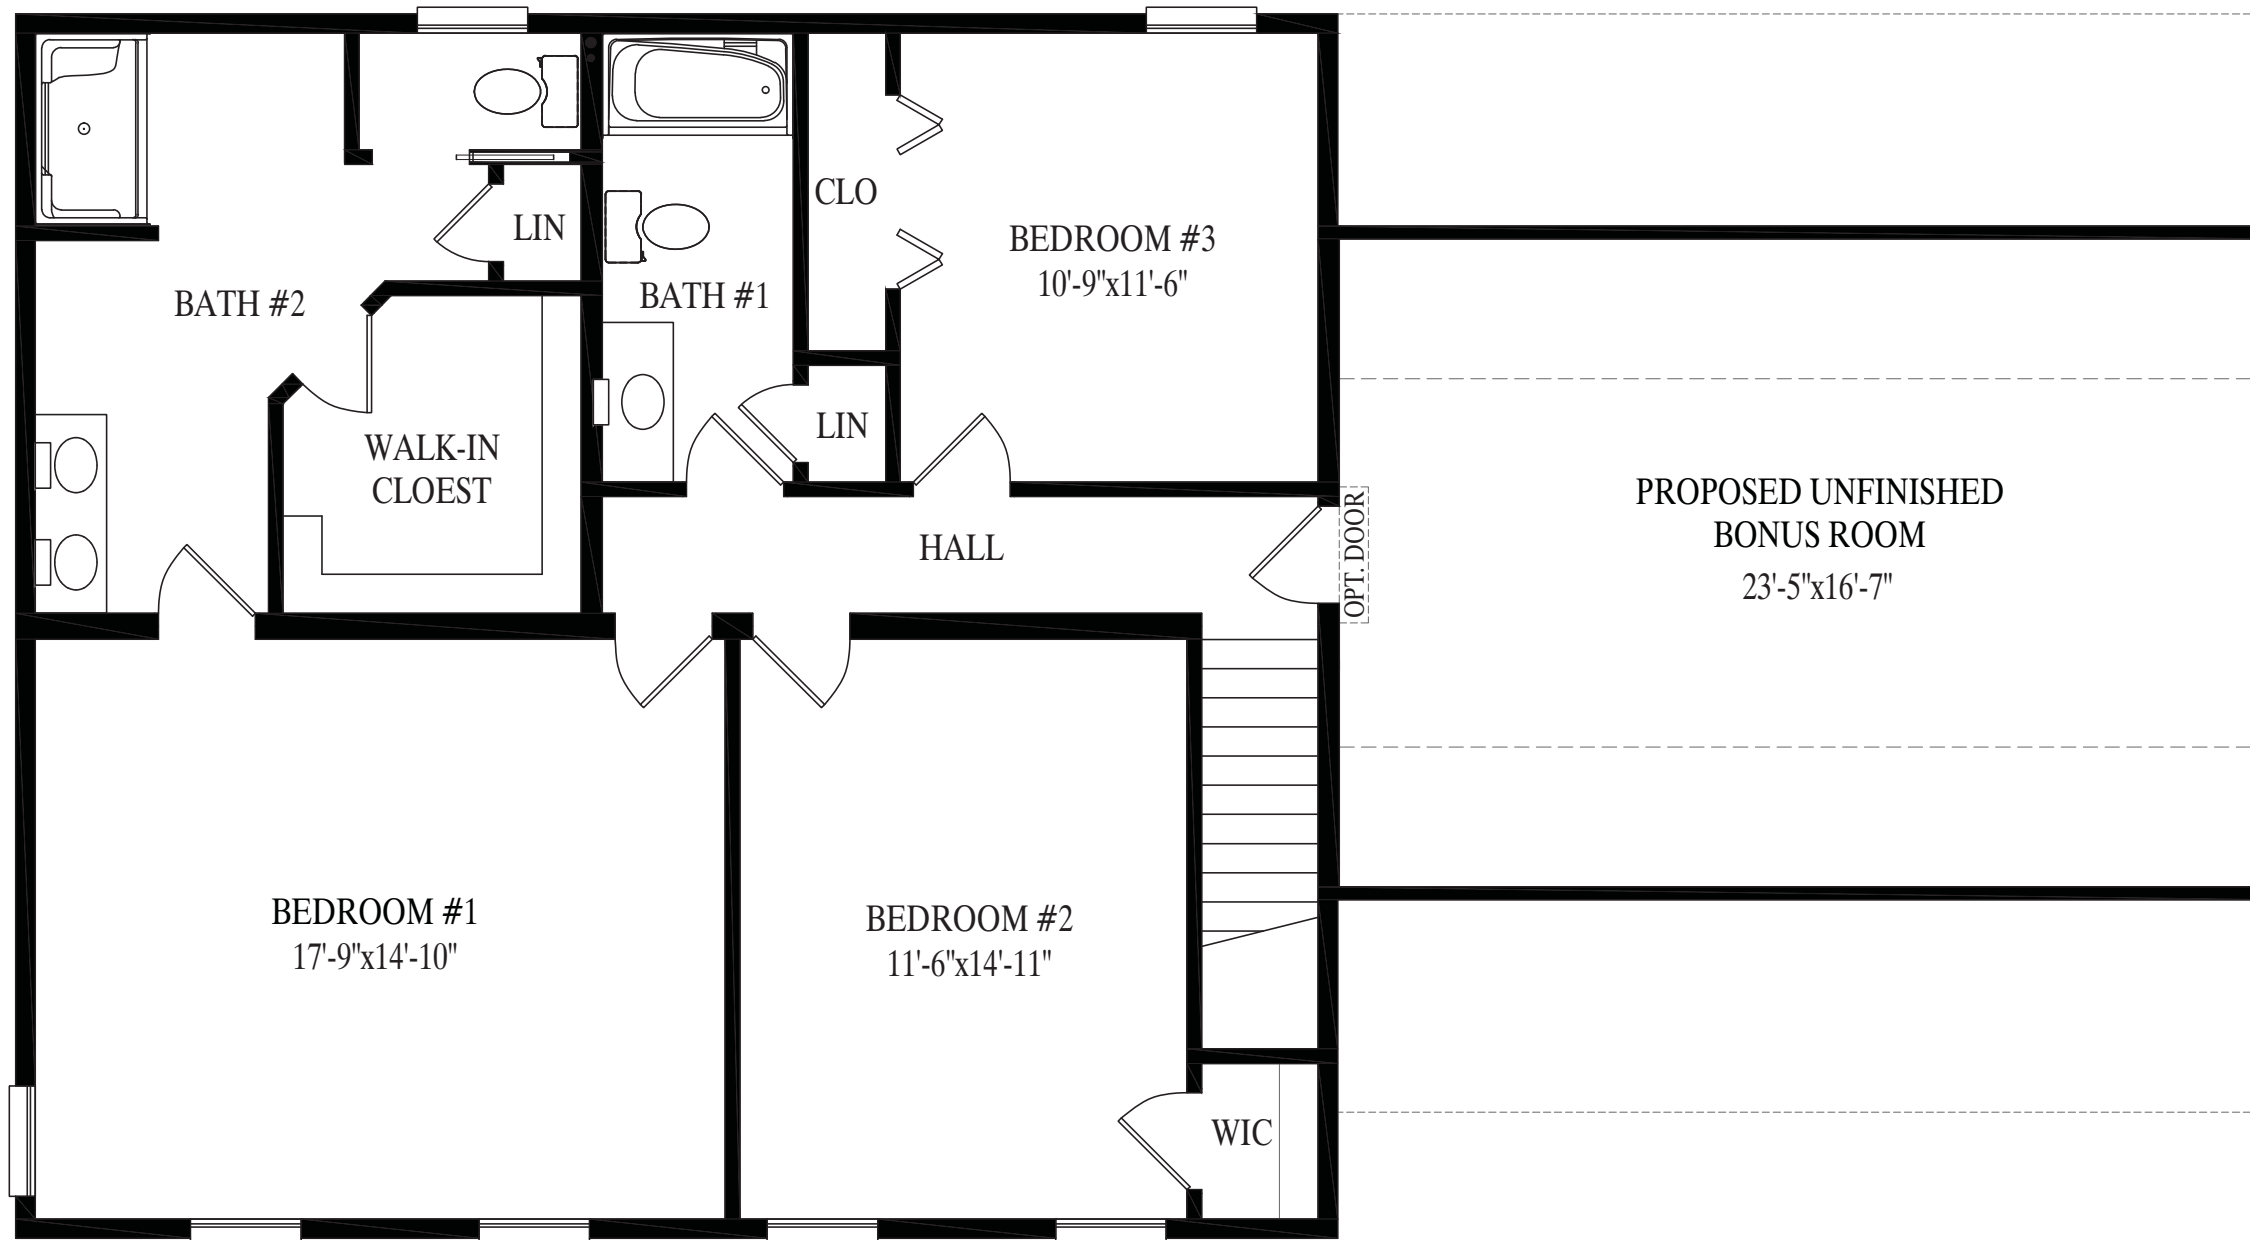 CLO
LIN
BEDROOM #3
10'-9"x11'-6"
BATH #2
BATH #1
LIN
WALK-IN
CLOEST
HALL
OPT. DOOR
PROPOSED UNFINISHED
BONUS ROOM
23'-5"x16'-7"
BEDROOM #1
17'-9"x14'-10"
BEDROOM #2
11'-6"x14'-11"
WIC